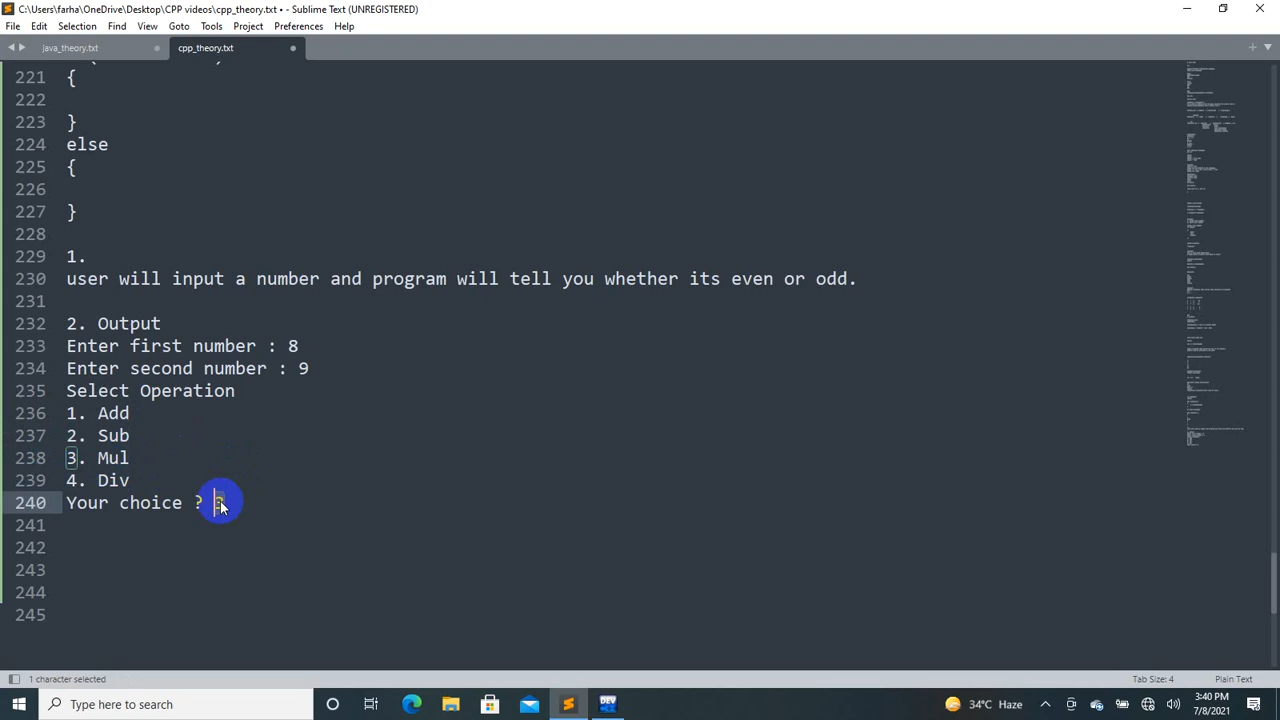 C:\Users\farha\OneDrive\Desktop\CPP videos\cpp_theory.txt • - Sublime Text (UNREGISTERED)
File Edit Selection Find View Goto Tools Project Preferences Help
java_theory.txt cpp_theory.txt
221 {
222
223 }
224 else
225 {
226
227 }
228
229 1.
230 user will input a number and program will tell you whether its even or odd.
231
232 2. Output
233 Enter first number : 8
234 Enter second number : 9
235 Select Operation
236 1. Add
237 2. Sub
238 3. Mul
239 4. Div
240 Your choice ? 3
241
242
243
244
245
1 character selected Tab Size: 4 Plain Text
Type here to search DEV 34°C Haze 3:40 PM
7/8/2021